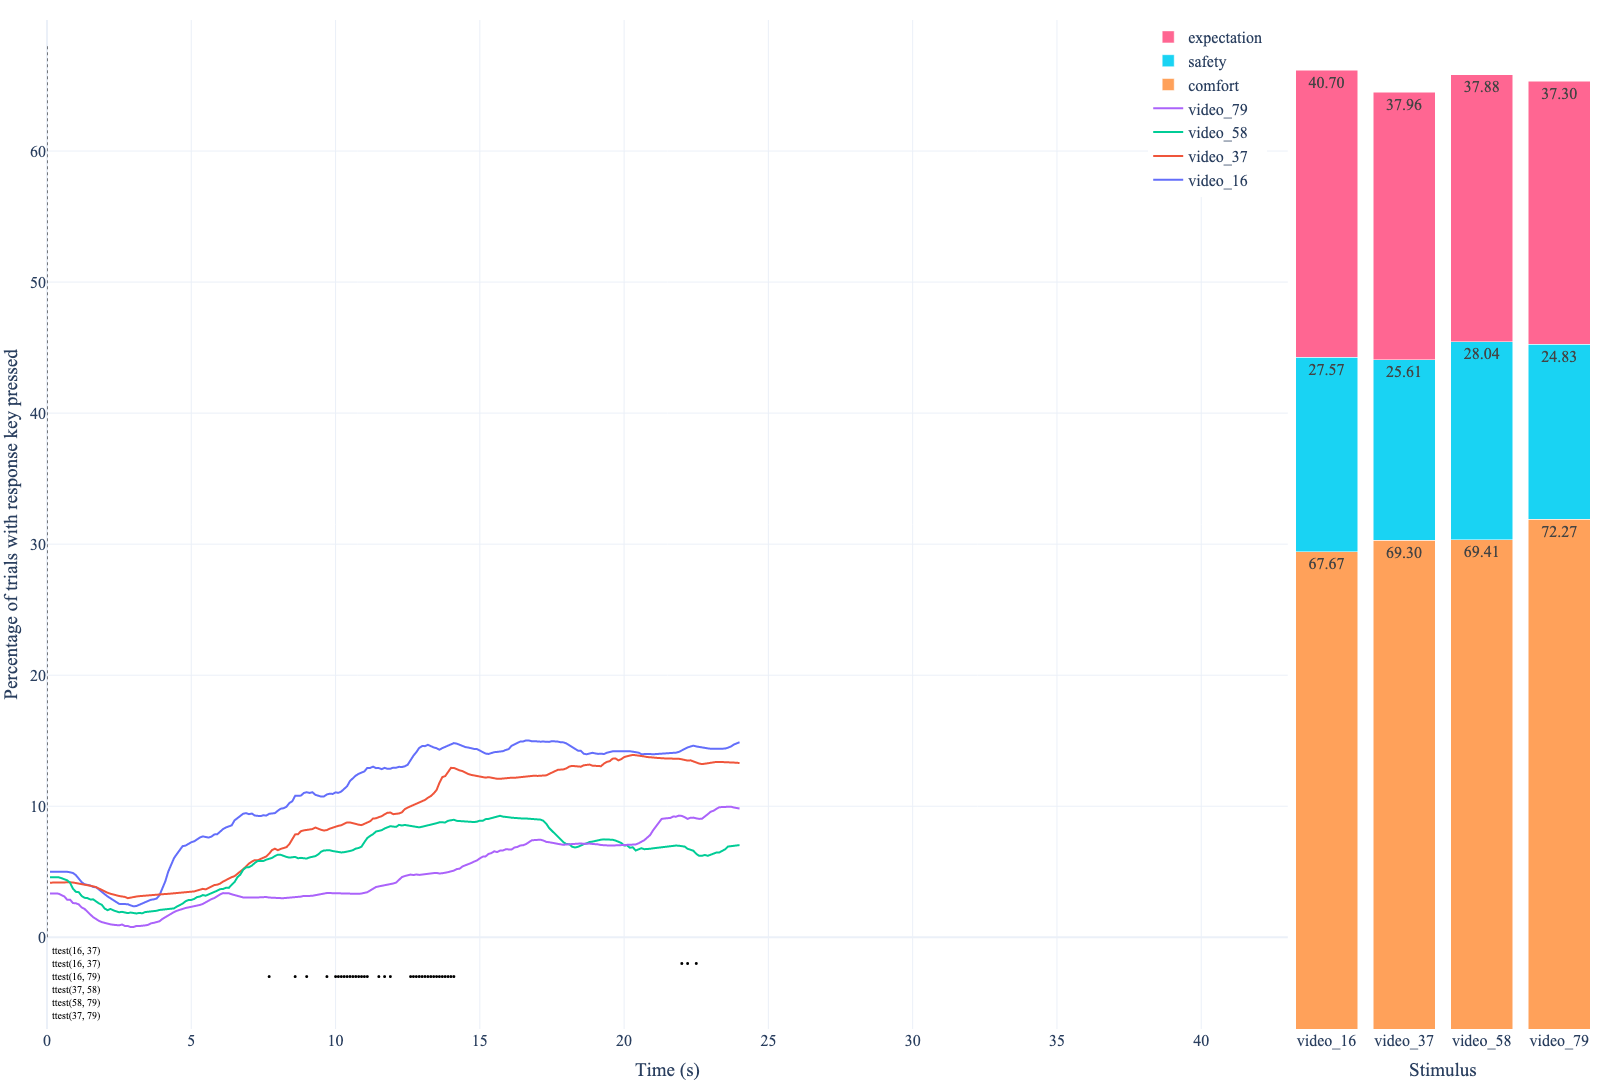 expectation
safety
comfort
video_79
video_58
video_37
video_16
40.70
37.96
37.88
37.30
27.57
25.61
28.04
24.83
67.67
69.30
69.41
72.27
Percentage of trials with response key pressed
60
50
40
30
20
10
0
ttest(16, 37)
ttest(16, 37)
ttest(16, 79)
ttest(37, 58)
ttest(58, 79)
ttest(37, 79)
0 5 10 15 20 25 30 35 40
video_16 video_37 video_58 video_79
Time (s)
Stimulus